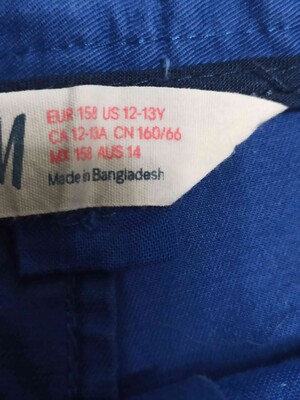 M
EUR 158 US 12-13Y
CA 12-13A CN 160/66
MX 158 AUS 14
Made in Bangladesh